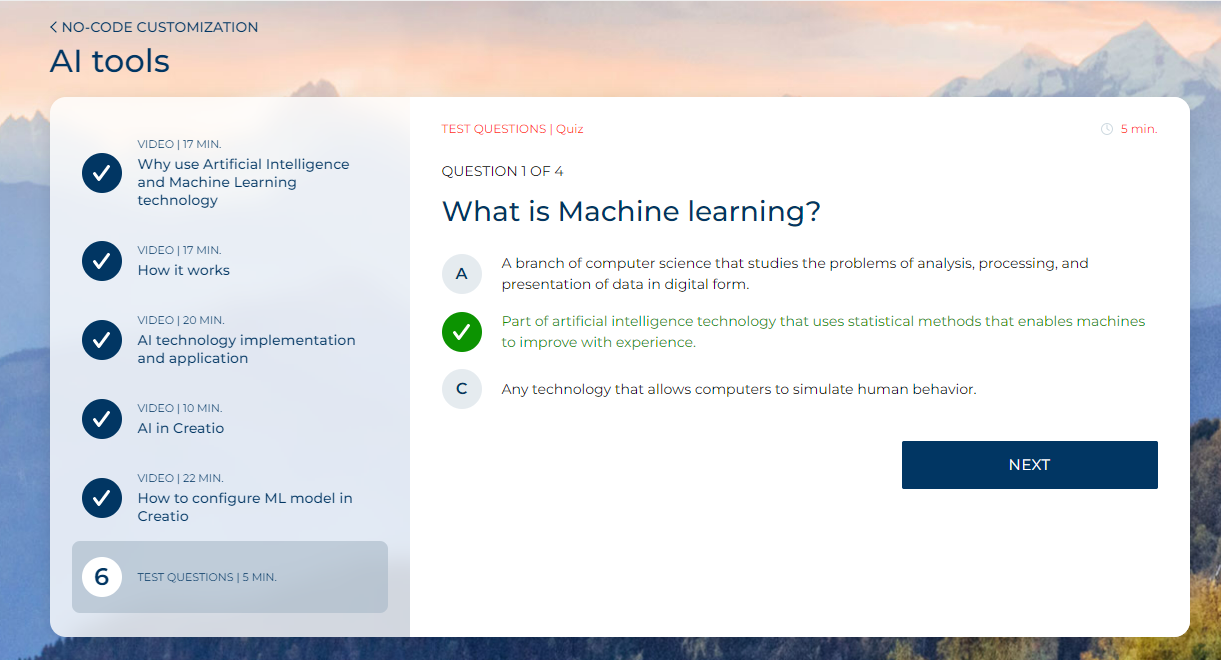 NO-CODE CUSTOMIZATION
AI tools
VIDEO | 17 MIN.
Why use Artificial Intelligence
and Machine Learning
technology
VIDEO | 17 MIN.
How it works
VIDEO | 20 MIN.
AI technology implementation
and application
VIDEO | 10 MIN.
AI in Creatio
VIDEO | 22 MIN.
How to configure ML model in
Creatio
6
TEST QUESTIONS | 5 MIN.
TEST QUESTIONS | Quiz
5 min.
QUESTION 1 OF 4
What is Machine learning?
A
A branch of computer science that studies the problems of analysis, processing, and
presentation of data in digital form.
Part of artificial intelligence technology that uses statistical methods that enables machines
to improve with experience.
C
Any technology that allows computers to simulate human behavior.
NEXT